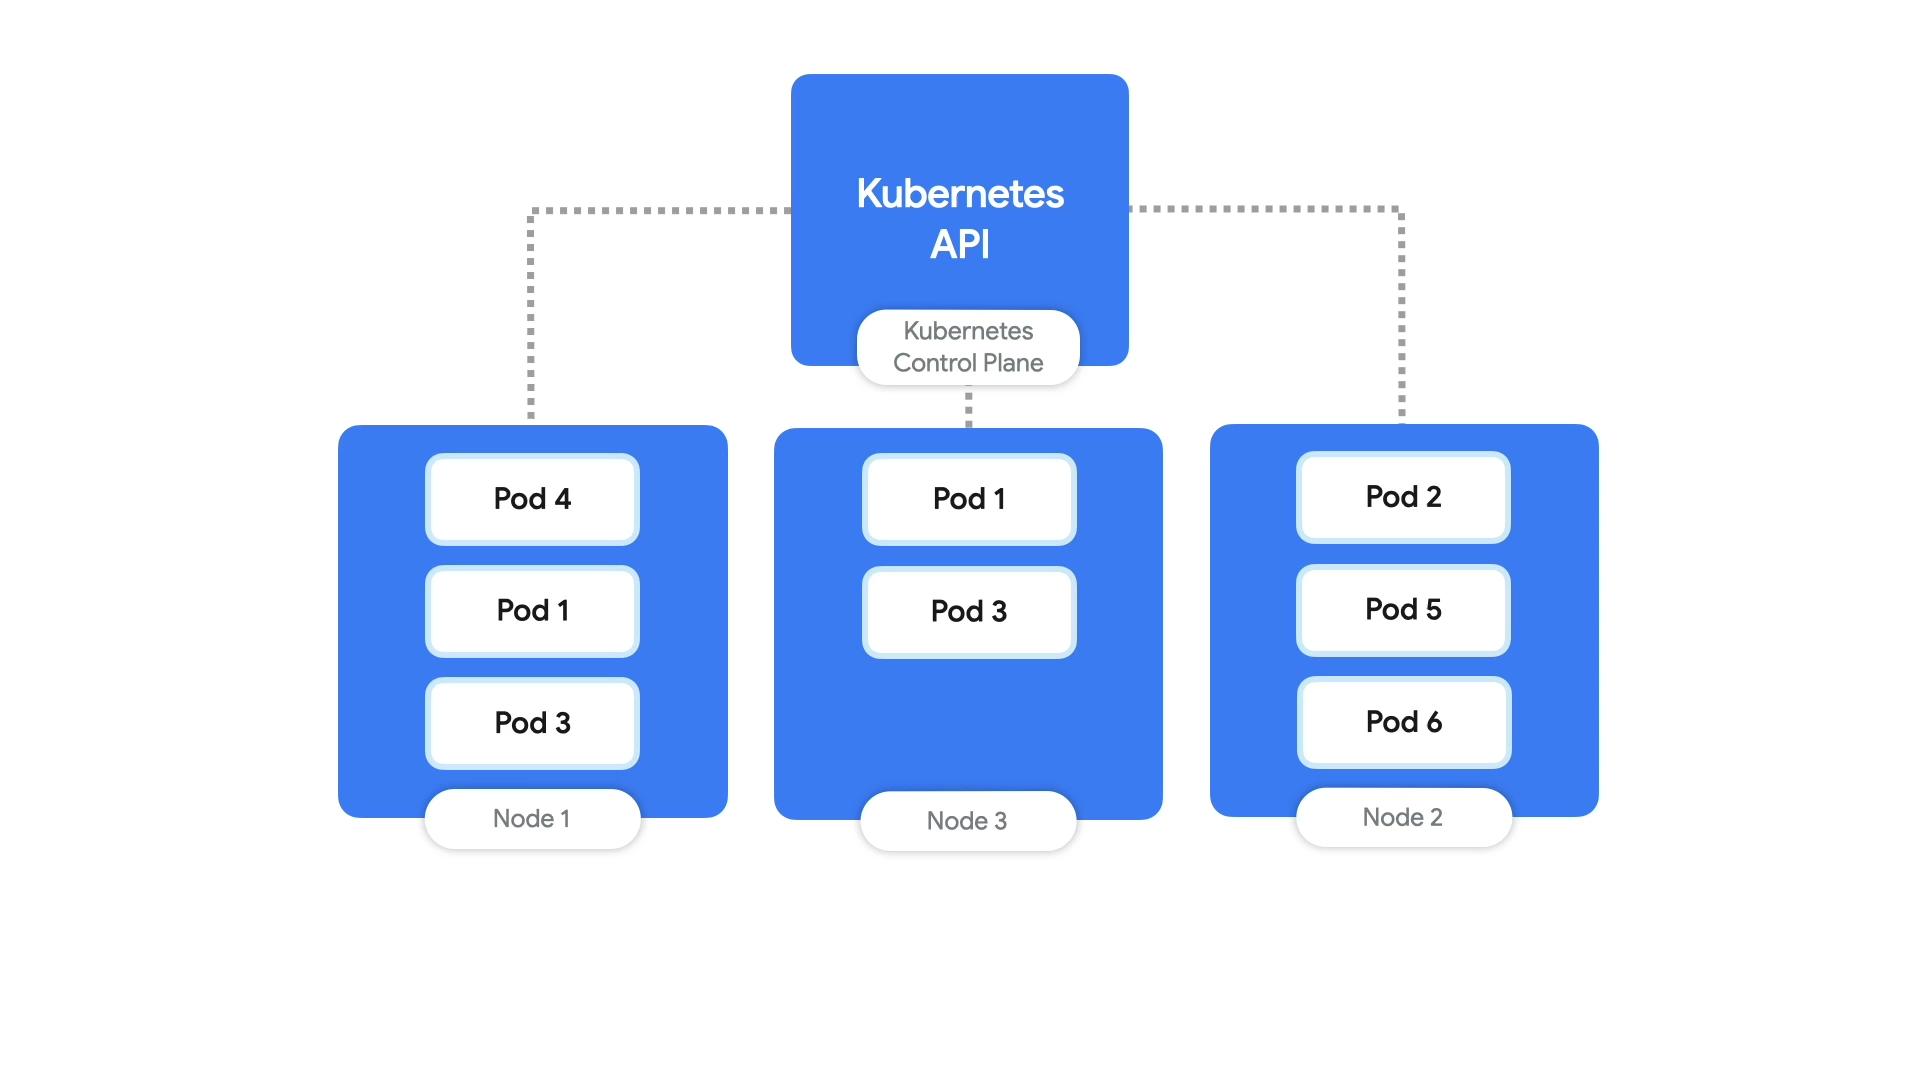 Kubernetes
API
Kubernetes
Control Plane
Pod 4
Pod 1
Pod 3
Node 1
Pod 1
Pod 3
Node 3
Pod 2
Pod 5
Pod 6
Node 2